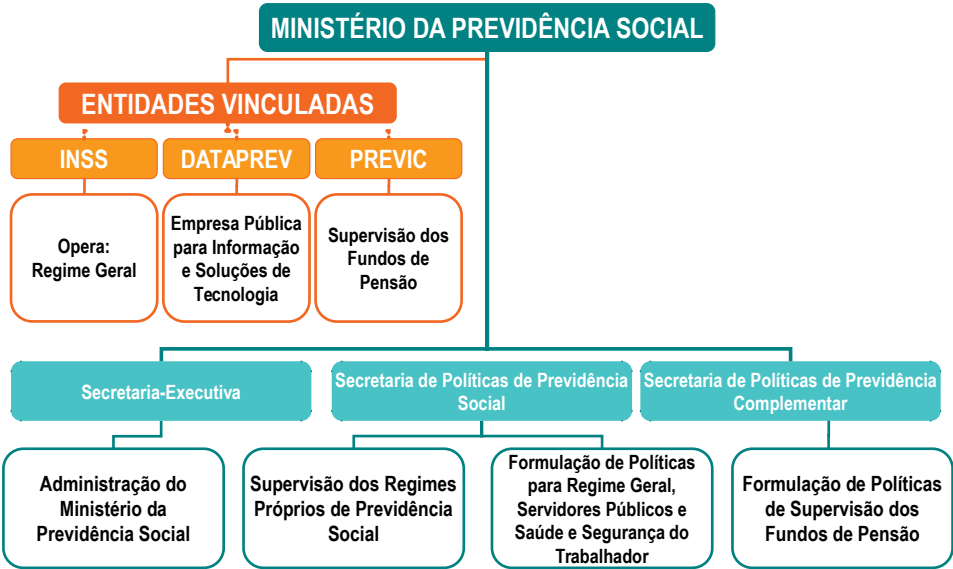 MINISTÉRIO DA PREVIDÊNCIA SOCIAL
ENTIDADES VINCULADAS
INSS
DATAPREV
PREVIC
Opera:
Regime Geral
Empresa Pública
para Informação
e Soluções de
Tecnologia
Supervisão dos
Fundos de
Pensão
Secretaria-Executiva
Secretaria de Políticas de Previdência
Social
Secretaria de Políticas de Previdência
Complementar
Administração do
Ministério da
Previdência Social
Supervisão dos Regimes
Próprios de Previdência
Social
Formulação de Políticas
para Regime Geral,
Servidores Públicos e
Saúde e Segurança do
Trabalhador
Formulação de Políticas
de Supervisão dos
Fundos de Pensão